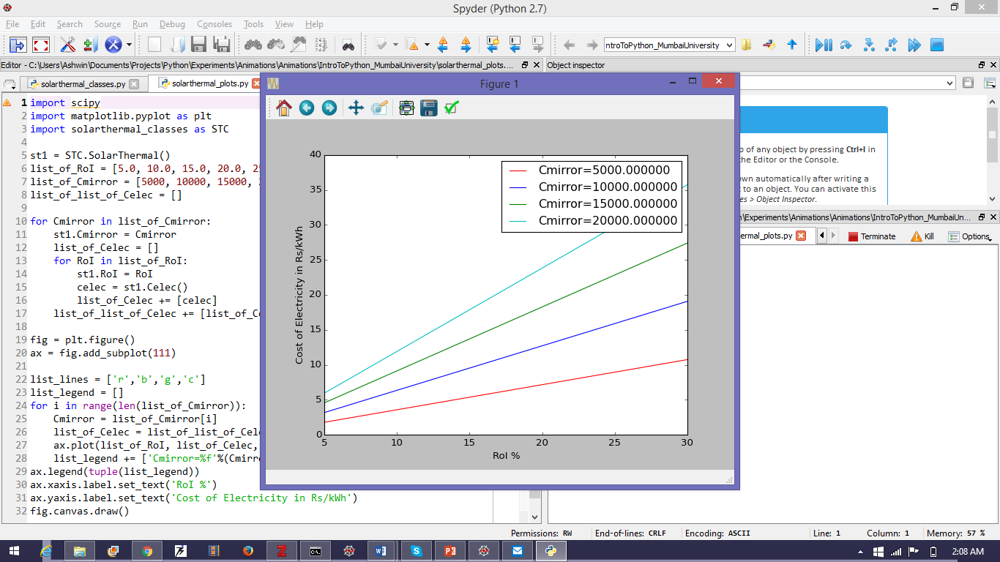 Spyder (Python 2.7)
File Edit Search Source Run Debug Consoles Tools View Help
ntroToPython_MumbaiUniversity
Editor - C:\Users\Ashwin\Documents\Projects\Python\Experiments\Animations\Animations\IntroToPython_MumbaiUniversity\solarthermal_plots....
Object inspector
solarthermal_classes.py
solarthermal_plots.py
1 import scipy
2 import matplotlib.pyplot as plt
3 import solarthermal_classes as STC
4
5 st1 = STC.SolarThermal()
6 list_of_RoI = [5.0, 10.0, 15.0, 20.0, 25
7 list_of_Cmirror = [5000, 10000, 15000,
8 list_of_list_of_Celec = []
9
10 for Cmirror in list_of_Cmirror:
11 st1.Cmirror = Cmirror
12 list_of_Celec = []
13 for RoI in list_of_RoI:
14 st1.RoI = RoI
15 celec = st1.Celec()
16 list_of_Celec += [celec]
17 list_of_list_of_Celec += [list_of_Ce
18
19 fig = plt.figure()
20 ax = fig.add_subplot(111)
21
22 list_lines = ['r','b','g','c']
23 list_legend = []
24 for i in range(len(list_of_Cmirror)):
25 Cmirror = list_of_Cmirror[i]
26 list_of_Celec = list_of_list_of_Celec
27 ax.plot(list_of_RoI, list_of_Celec,
28 list_legend += ['Cmirror=%f'%(Cmirro
29 ax.legend(tuple(list_legend))
30 ax.xaxis.label.set_text('RoI %')
31 ax.yaxis.label.set_text('Cost of Electricity in Rs/kWh')
32 fig.canvas.draw()
Figure 1
Cmirror=5000.000000
Cmirror=10000.000000
Cmirror=15000.000000
Cmirror=20000.000000
40
35
30
25
20
15
10
5
0
Cost of Electricity in Rs/kWh
5 10 15 20 25 30
RoI %
p of any object by pressing Ctrl+I in
the Editor or the Console.
own automatically after writing a
t to an object. You can activate this
es > Object Inspector.
n\Experiments\Animations\Animations\IntroToPython_MumbaiUn...
ermal_plots.py
Terminate Kill Options
Permissions: RW End-of-lines: CRLF Encoding: ASCII Line: 1 Column: 1 Memory: 57 %
2:08 AM